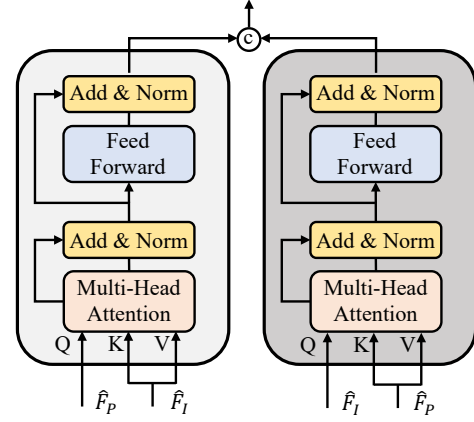 c
Add & Norm
Feed
Forward
Add & Norm
Multi-Head
Attention
Q K V
F̂_P F̂_I
Add & Norm
Feed
Forward
Add & Norm
Multi-Head
Attention
Q K V
F̂_I F̂_P